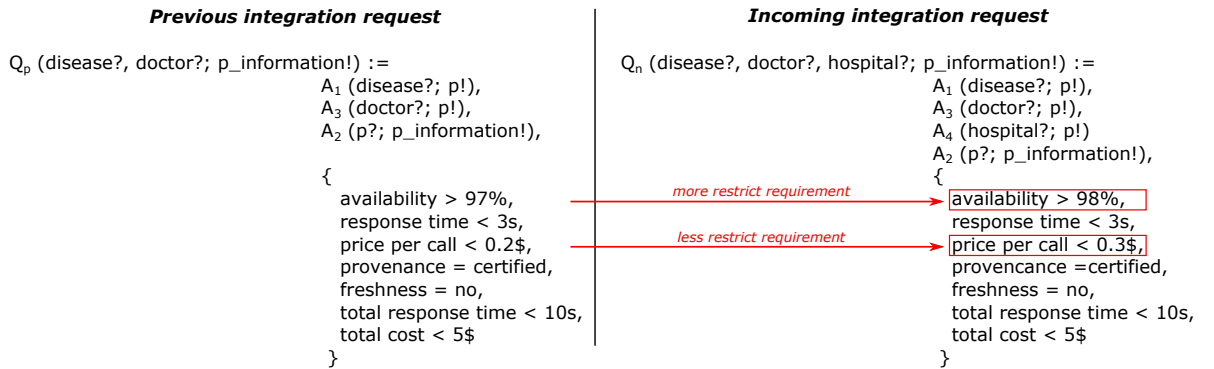 Previous integration request
Qp (disease?, doctor?; p_information!) :=
A1 (disease?; p!),
A3 (doctor?; p!),
A2 (p?; p_information!),
{
availability > 97%,
response time < 3s,
price per call < 0.2$,
provenance = certified,
freshness = no,
total response time < 10s,
total cost < 5$
}
more restrict requirement
less restrict requirement
Incoming integration request
Qn (disease?, doctor?, hospital?; p_information!) :=
A1 (disease?; p!),
A3 (doctor?; p!),
A4 (hospital?; p!)
A2 (p?; p_information!),
{
availability > 98%,
response time < 3s,
price per call < 0.3$,
provencance =certified,
freshness = no,
total response time < 10s,
total cost < 5$
}